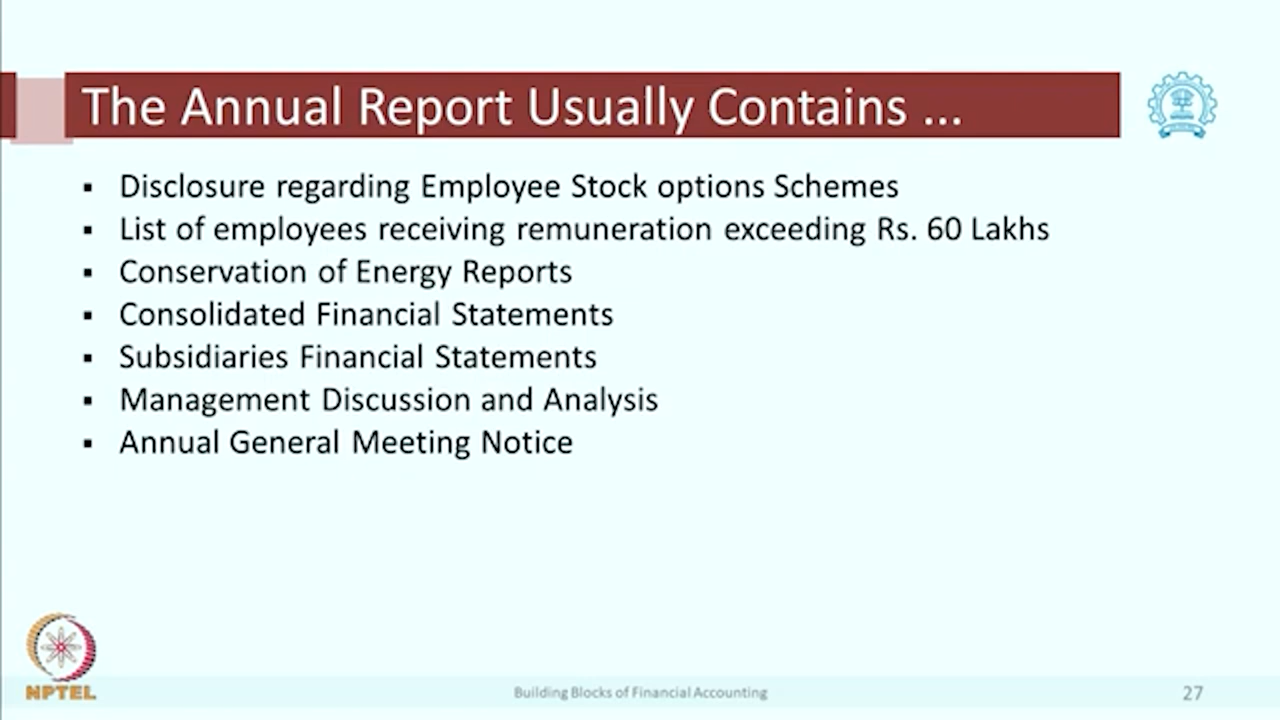 The Annual Report Usually Contains ...
▪ Disclosure regarding Employee Stock options Schemes
▪ List of employees receiving remuneration exceeding Rs. 60 Lakhs
▪ Conservation of Energy Reports
▪ Consolidated Financial Statements
▪ Subsidiaries Financial Statements
▪ Management Discussion and Analysis
▪ Annual General Meeting Notice
NPTEL
Building Blocks of Financial Accounting
27